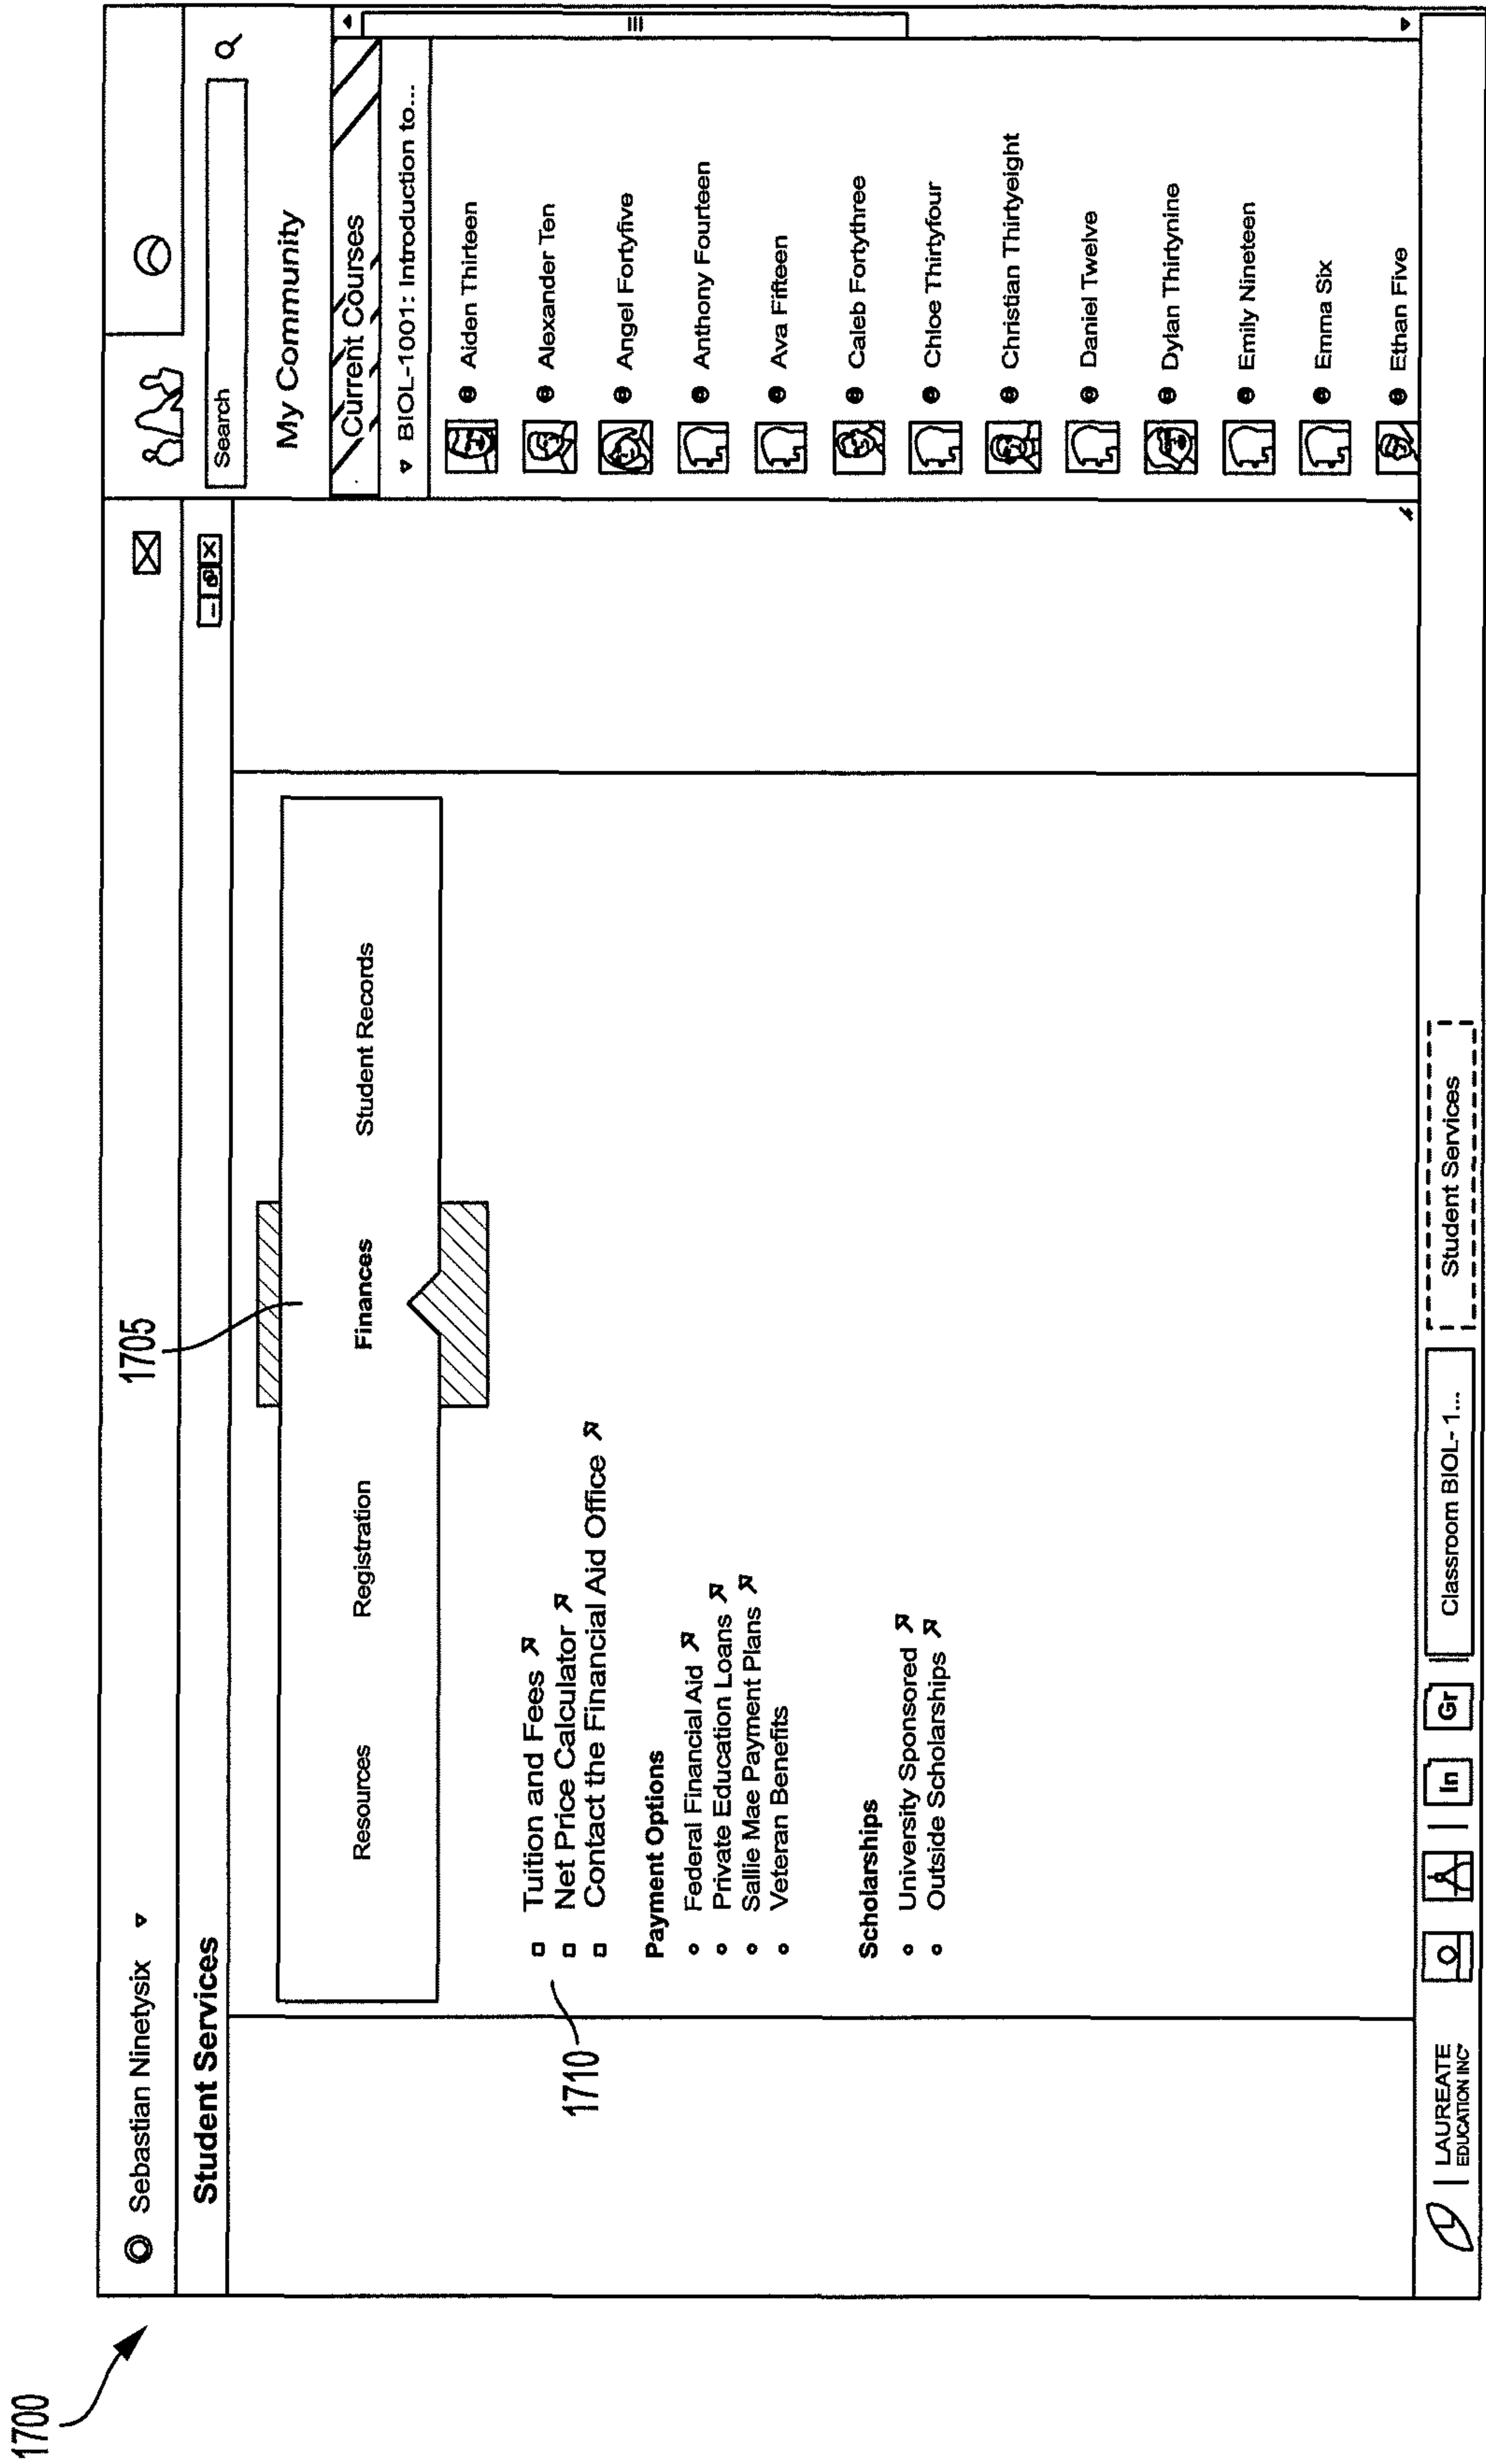 1700
1705
Sebastian Ninetysix
Student Services
Search
My Community
Current Courses
BIOL-1001: Introduction to...
Resources
Registration
Finances
Student Records
1710
Tuition and Fees
Net Price Calculator
Contact the Financial Aid Office
Payment Options
Federal Financial Aid
Private Education Loans
Sallie Mae Payment Plans
Veteran Benefits
Scholarships
University Sponsored
Outside Scholarships
Aiden Thirteen
Alexander Ten
Angel Fortyfive
Anthony Fourteen
Ava Fifteen
Caleb Fortythree
Chloe Thirtyfour
Christian Thirtyeight
Daniel Twelve
Dylan Thirtynine
Emily Nineteen
Emma Six
Ethan Five
LAUREATE
EDUCATION INC
In
Gr
Classroom BIOL- 1...
Student Services